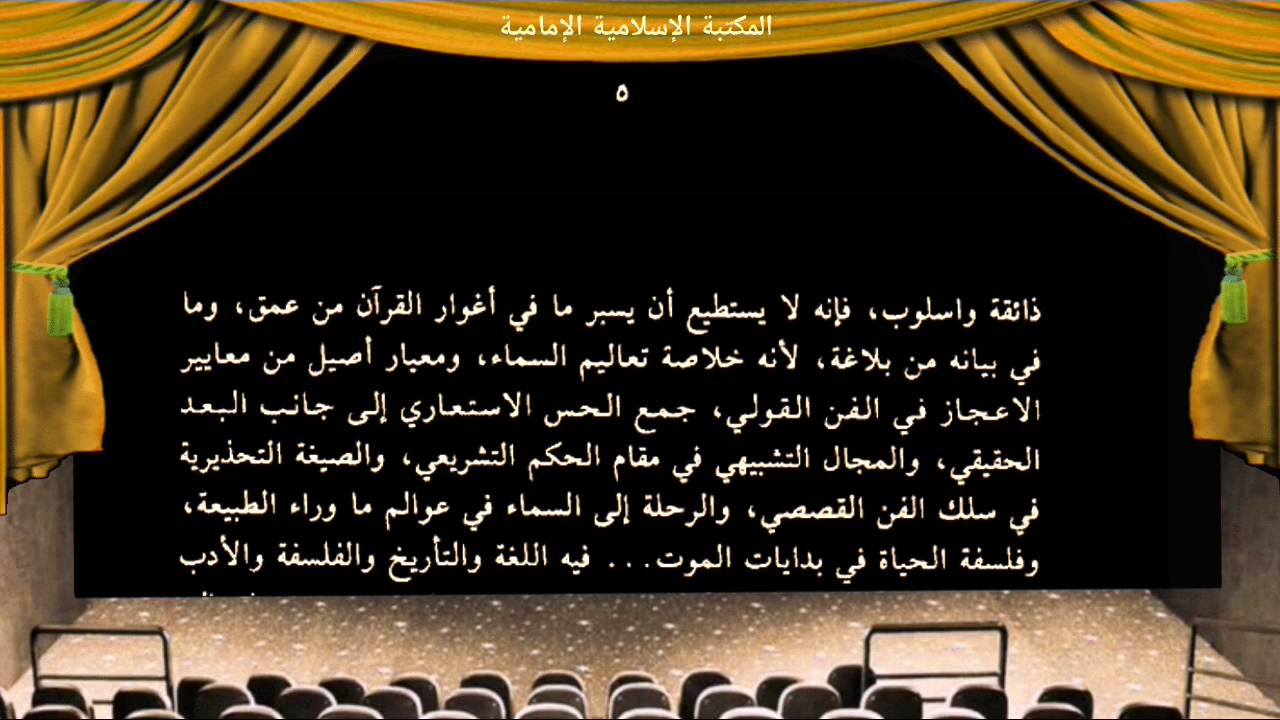 المكتبة الإسلامية الإمامية
٥
ذائقة واسلوب، فإنه لا يستطيع أن يسبر ما في أغوار القرآن من عمق، وما
في بيانه من بلاغة، لأنه خلاصة تعاليم السماء، ومعيار أصيل من معايير
الاعجاز في الفن القولي، جمع الحس الاستعاري إلى جانب البعد
الحقيقي، والمجال التشبيهي في مقام الحكم التشريعي، والصيغة التحذيرية
في سلك الفن القصصي، والرحلة إلى السماء في عوالم ما وراء الطبيعة،
وفلسفة الحياة في بدايات الموت... فيه اللغة والتأريخ والفلسفة والأدب